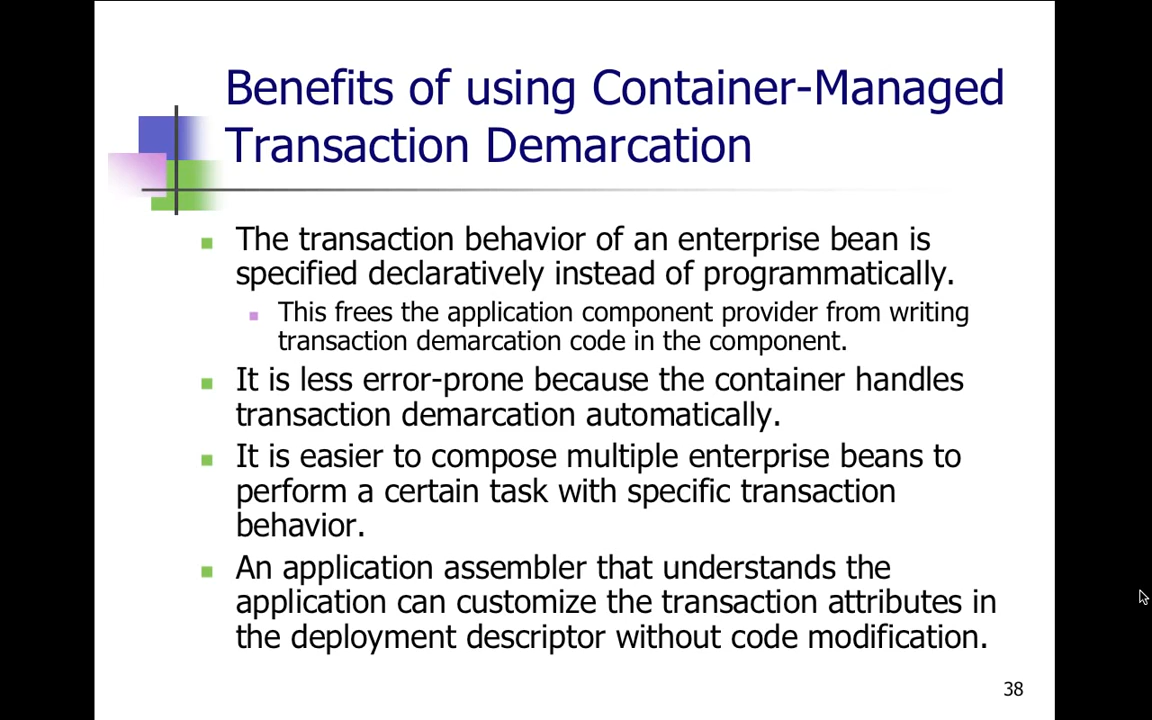 Benefits of using Container-Managed
Transaction Demarcation
The transaction behavior of an enterprise bean is
specified declaratively instead of programmatically.
This frees the application component provider from writing
transaction demarcation code in the component.
It is less error-prone because the container handles
transaction demarcation automatically.
It is easier to compose multiple enterprise beans to
perform a certain task with specific transaction
behavior.
An application assembler that understands the
application can customize the transaction attributes in
the deployment descriptor without code modification.
38